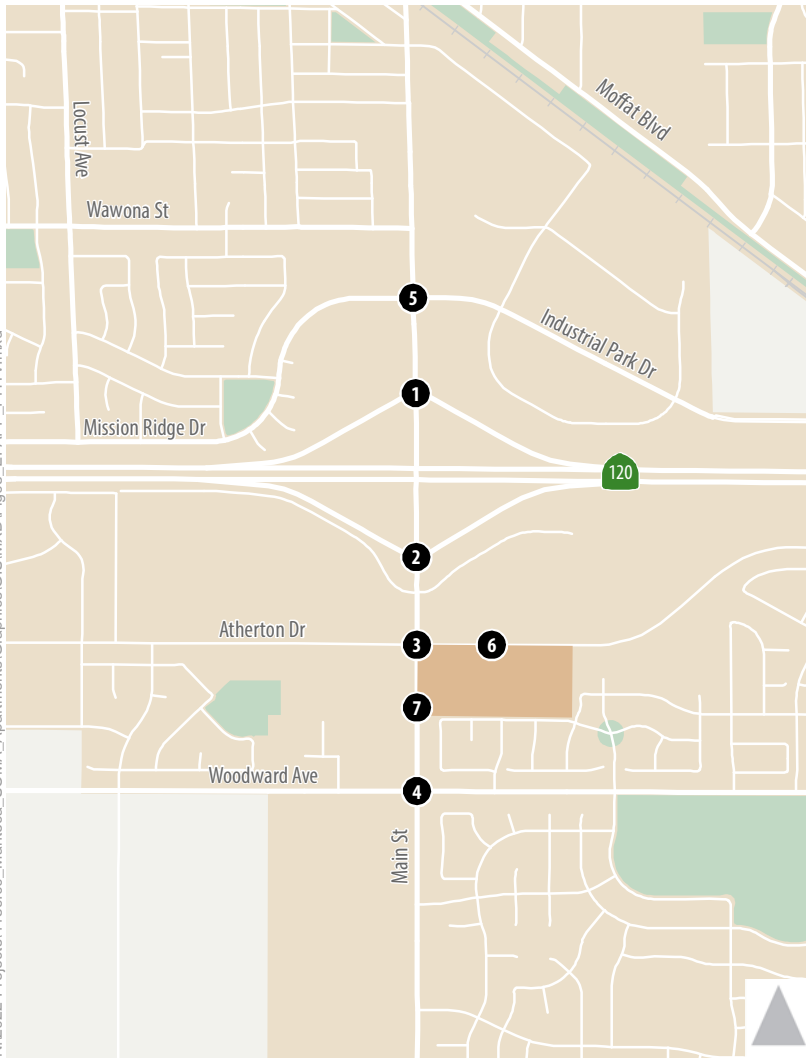 Moffat Blvd
Locust Ave
Wawona St
5
Industrial Park Dr
1
Mission Ridge Dr
120
2
Atherton Dr
3
6
7
Woodward Ave
4
Main St